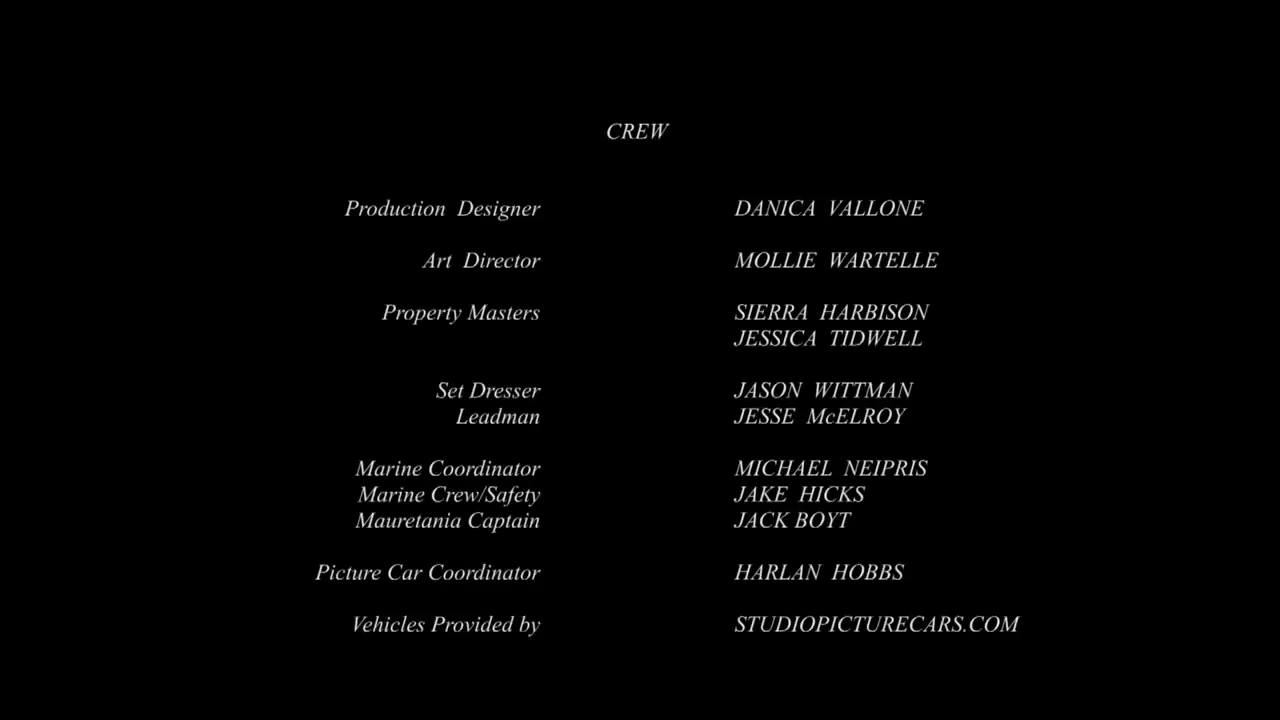 CREW
Production Designer DANICA VALLONE
Art Director MOLLIE WARTELLE
Property Masters SIERRA HARBISON
JESSICA TIDWELL
Set Dresser JASON WITTMAN
Leadman JESSE McELROY
Marine Coordinator MICHAEL NEIPRIS
Marine Crew/Safety JAKE HICKS
Mauretania Captain JACK BOYT
Picture Car Coordinator HARLAN HOBBS
Vehicles Provided by STUDIOPICTURECARS.COM